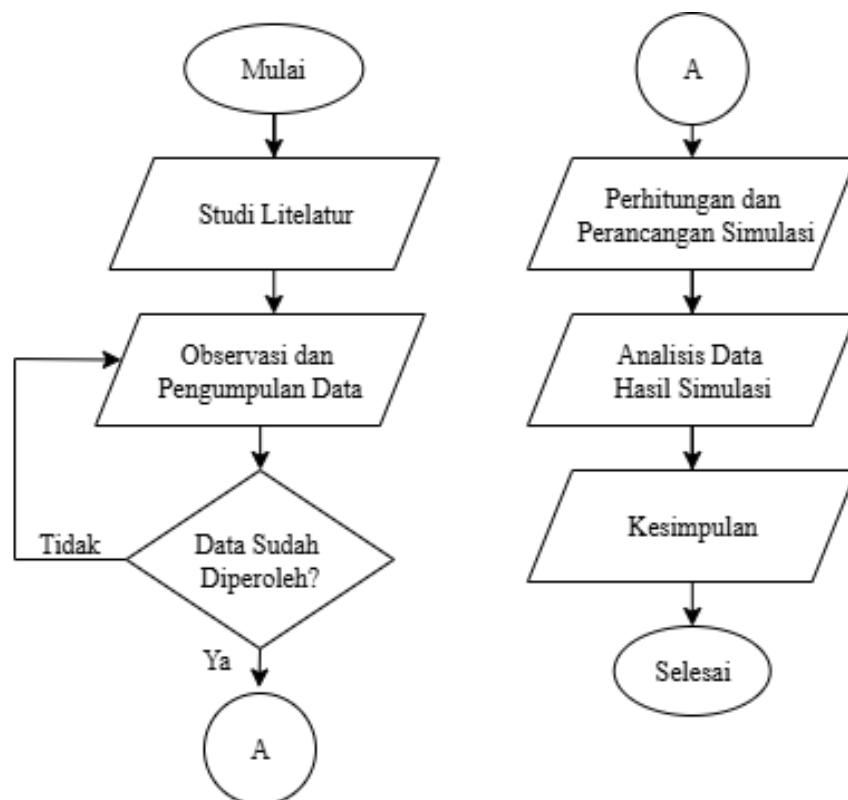 Mulai
Studi Litelatur
Observasi dan
Pengumpulan Data
Data Sudah
Diperoleh?
Tidak
Ya
A
A
Perhitungan dan
Perancangan Simulasi
Analisis Data
Hasil Simulasi
Kesimpulan
Selesai